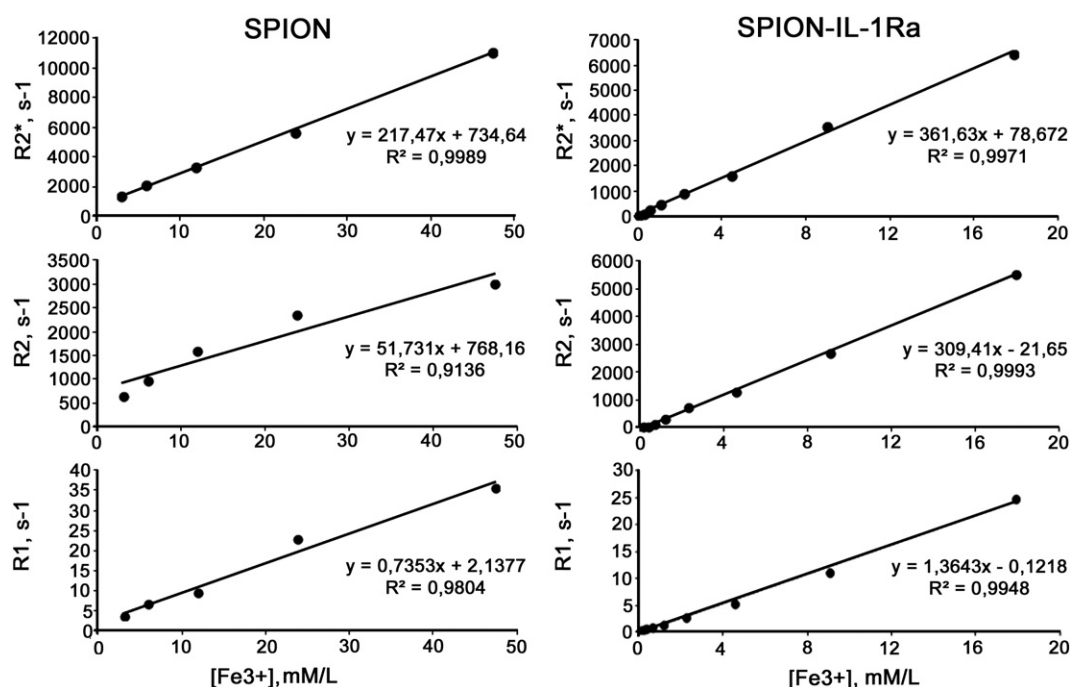 SPION
SPION-IL-1Ra
R2*, s-1
12000
10000
8000
6000
4000
2000
0
0 10 20 30 40 50
y = 217,47x + 734,64
R² = 0,9989
R2*, s-1
7000
6000
5000
4000
3000
2000
1000
0
0 4 8 12 16 20
y = 361,63x + 78,672
R² = 0,9971
R2, s-1
3500
3000
2500
2000
1500
1000
500
0
0 10 20 30 40 50
y = 51,731x + 768,16
R² = 0,9136
R2, s-1
6000
5000
4000
3000
2000
1000
0
0 4 8 12 16 20
y = 309,41x - 21,65
R² = 0,9993
R1, s-1
40
35
30
25
20
15
10
5
0
0 10 20 30 40 50
y = 0,7353x + 2,1377
R² = 0,9804
[Fe3+], mM/L
R1, s-1
30
25
20
15
10
5
0
0 4 8 12 16 20
y = 1,3643x - 0,1218
R² = 0,9948
[Fe3+], mM/L